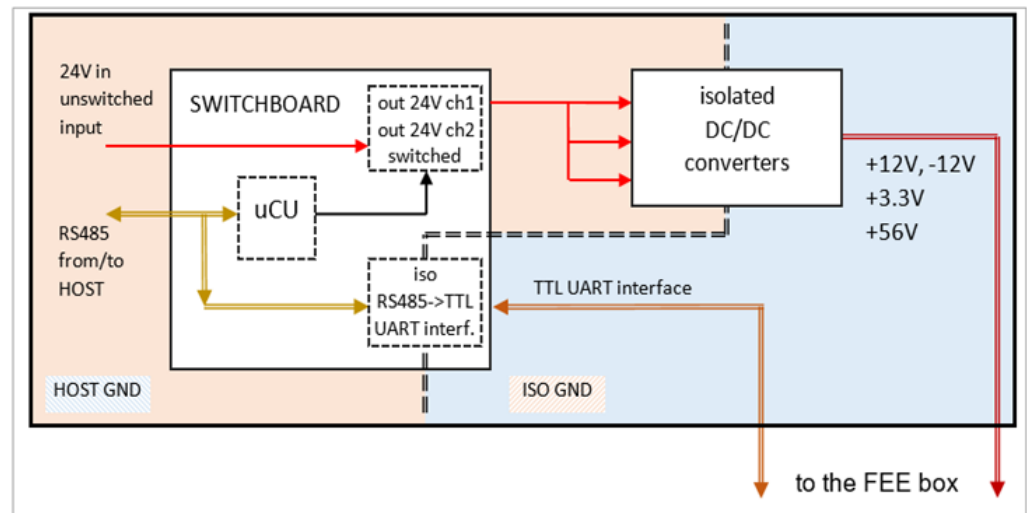 24V in
unswitched
input
SWITCHBOARD
out 24V ch1
out 24V ch2
switched
isolated
DC/DC
converters
+12V, -12V
+3.3V
+56V
uCU
RS485
from/to
HOST
iso
RS485->TTL
UART interf.
TTL UART interface
HOST GND
ISO GND
to the FEE box